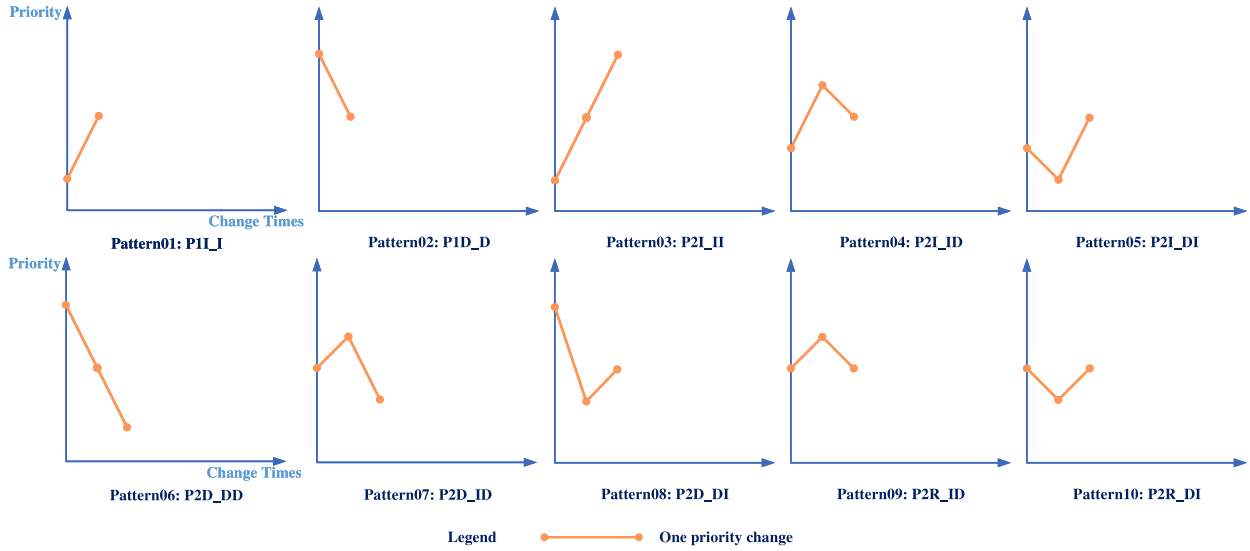 Priority
Change Times
Pattern01: P1I_I
Pattern02: P1D_D
Pattern03: P2I_II
Pattern04: P2I_ID
Pattern05: P2I_DI
Priority
Change Times
Pattern06: P2D_DD
Pattern07: P2D_ID
Pattern08: P2D_DI
Pattern09: P2R_ID
Pattern10: P2R_DI
Legend
One priority change